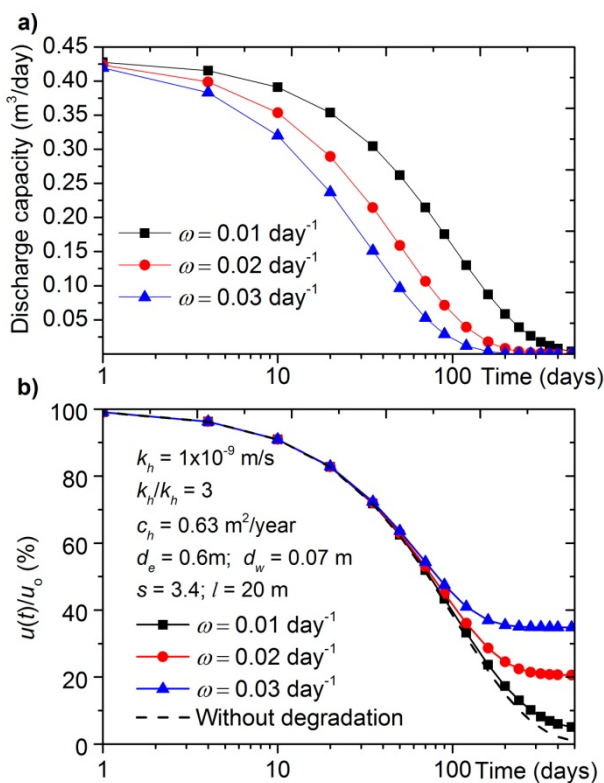 a)
Discharge capacity (m³/day)
0.45
0.40
0.35
0.30
0.25
0.20
0.15
0.10
0.05
ω = 0.01 day⁻¹
ω = 0.02 day⁻¹
ω = 0.03 day⁻¹
1
10
100
Time (days)
b)
u(t)/uₒ (%)
100
80
60
40
20
0
kₕ = 1x10⁻⁹ m/s
kₕ/kₕ = 3
cₕ = 0.63 m²/year
dₑ = 0.6m; d_w = 0.07 m
s = 3.4; l = 20 m
ω = 0.01 day⁻¹
ω = 0.02 day⁻¹
ω = 0.03 day⁻¹
Without degradation
1
10
100
Time (days)